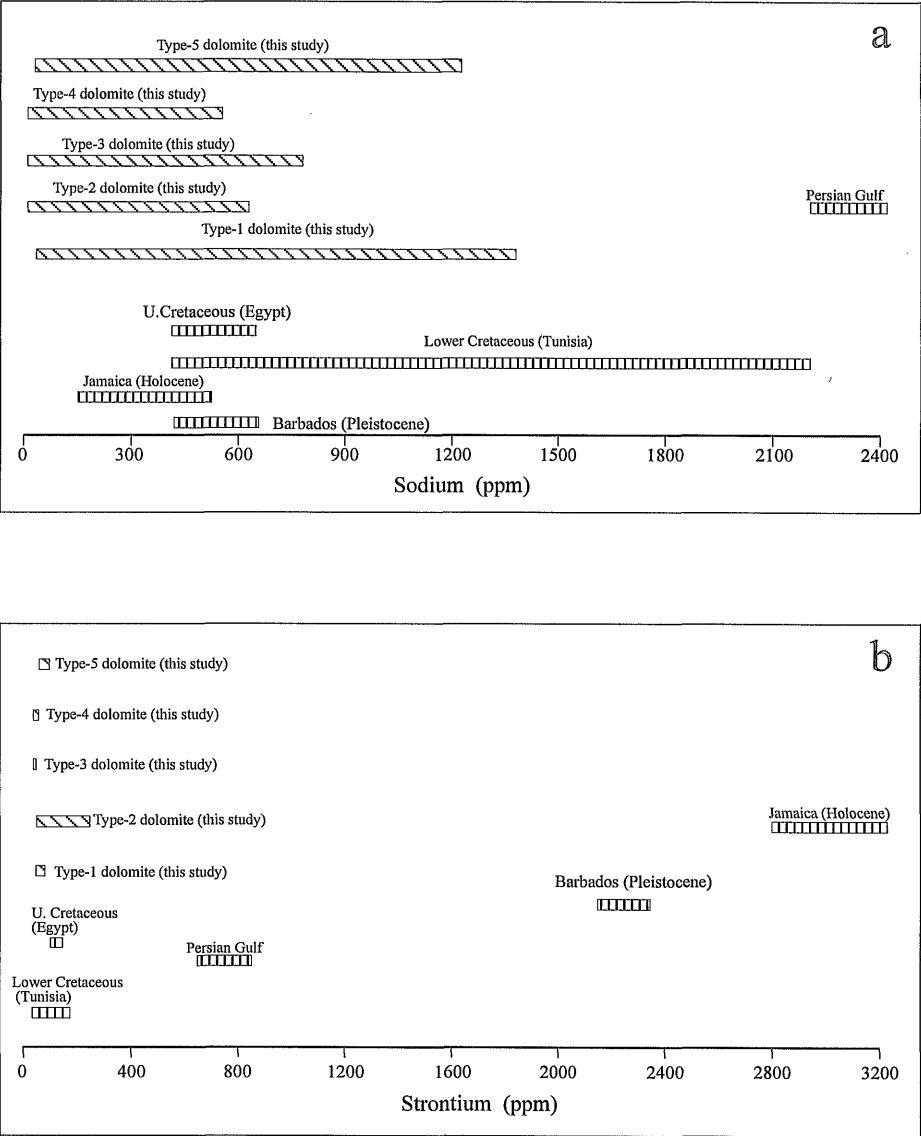 a
Type-5 dolomite (this study)
Type-4 dolomite (this study)
Type-3 dolomite (this study)
Type-2 dolomite (this study)
Persian Gulf
Type-1 dolomite (this study)
U.Cretaceous (Egypt)
Lower Cretaceous (Tunisia)
Jamaica (Holocene)
Barbados (Pleistocene)
0 300 600 900 1200 1500 1800 2100 2400
Sodium (ppm)
b
Type-5 dolomite (this study)
Type-4 dolomite (this study)
Type-3 dolomite (this study)
Jamaica (Holocene)
Type-2 dolomite (this study)
Type-1 dolomite (this study)
Barbados (Pleistocene)
U. Cretaceous
(Egypt)
Persian Gulf
Lower Cretaceous
(Tunisia)
0 400 800 1200 1600 2000 2400 2800 3200
Strontium (ppm)